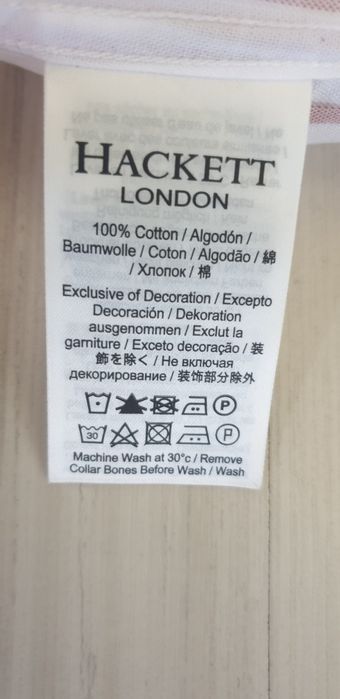 HACKETT
LONDON
100% Cotton / Algodón /
Baumwolle / Coton / Algodão / 綿
/ Хлопок / 棉
Exclusive of Decoration / Excepto
Decoración / Dekoration
ausgenommen / Exclut la
garniture / Exceto decoração / 装
飾を除く / Не включая
декорирование / 装饰部分除外
30
Machine Wash at 30°c / Remove
Collar Bones Before Wash / Wash